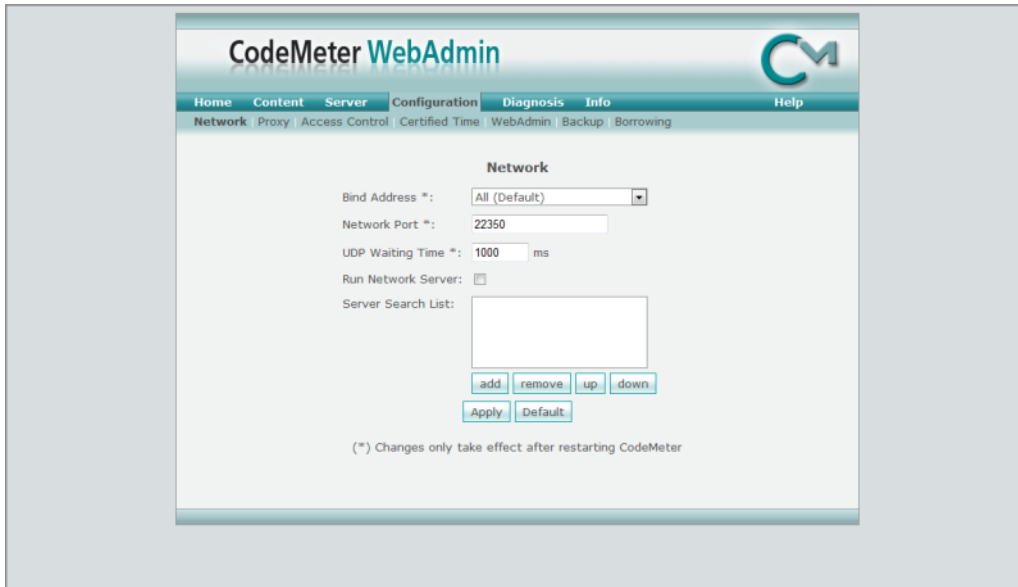 CodeMeter WebAdmin
CM
Home Content Server Configuration Diagnosis Info Help
Network | Proxy | Access Control | Certified Time | WebAdmin | Backup | Borrowing
Network
Bind Address *: All (Default)
Network Port *: 22350
UDP Waiting Time *: 1000 ms
Run Network Server:
Server Search List:
add remove up down
Apply Default
(*) Changes only take effect after restarting CodeMeter